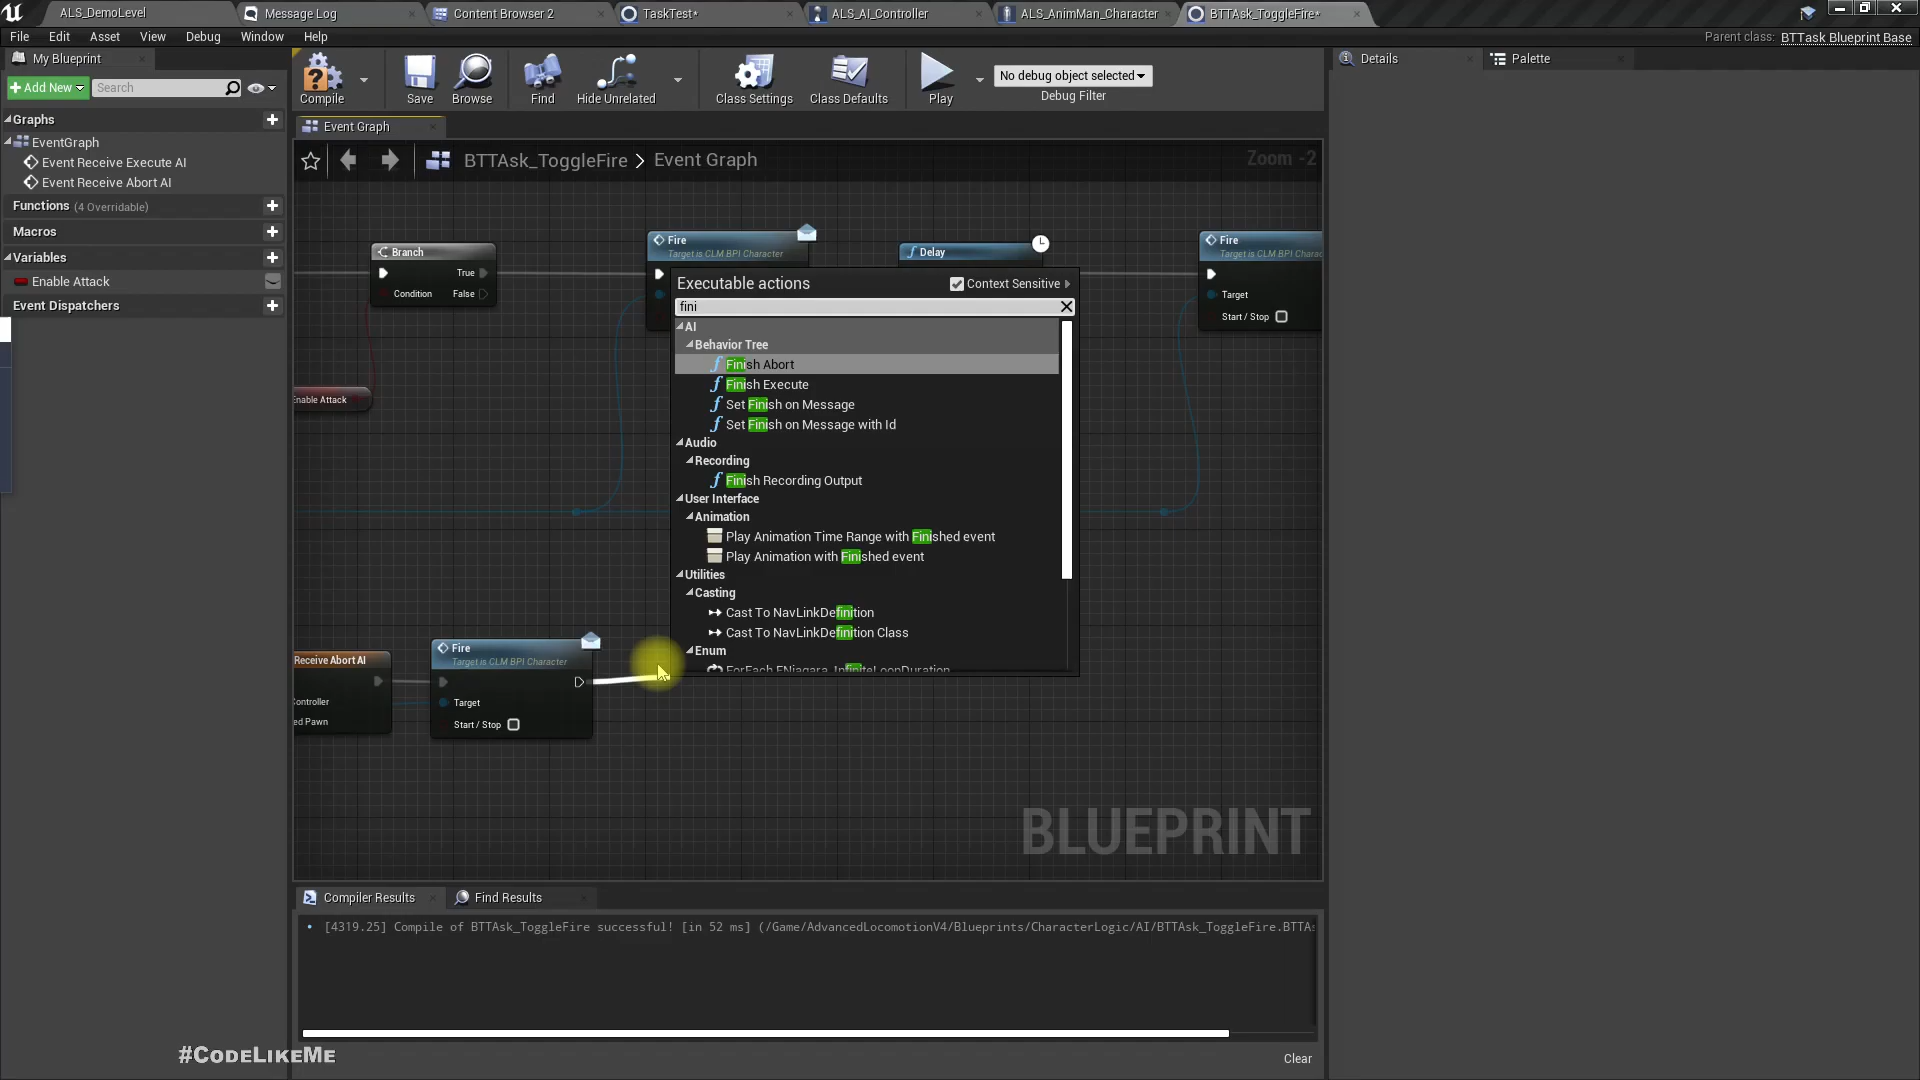 ALS_DemoLevel
Message Log
Content Browser 2
TaskTest*
ALS_AI_Controller
ALS_AnimMan_Character
BTTAsk_ToggleFire*
File Edit Asset View Debug Window Help
Parent class: BTTask Blueprint Base
My Blueprint
Add New
Search
Graphs
EventGraph
Event Receive Execute AI
Event Receive Abort AI
Functions (4 Overridable)
Macros
Variables
Enable Attack
Event Dispatchers
Compile
Save
Browse
Find
Hide Unrelated
Class Settings
Class Defaults
Play
No debug object selected
Debug Filter
Details
Palette
Event Graph
BTTAsk_ToggleFire > Event Graph
Zoom -2
Branch
True
Condition False
Fire
Target is CLM BPI Character
Delay
Fire
Target is CLM BPI Charac
Target
Start / Stop
Enable Attack
Executable actions
Context Sensitive
fini
AI
Behavior Tree
Finish Abort
Finish Execute
Set Finish on Message
Set Finish on Message with Id
Audio
Recording
Finish Recording Output
User Interface
Animation
Play Animation Time Range with Finished event
Play Animation with Finished event
Utilities
Casting
Cast To NavLinkDefinition
Cast To NavLinkDefinition Class
Enum
ForEach ENiagara_InfiniteLoopDuration
Receive Abort AI
ontroller
ed Pawn
Fire
Target is CLM BPI Character
Target
Start / Stop
BLUEPRINT
Compiler Results
Find Results
[4319.25] Compile of BTTAsk_ToggleFire successful! [in 52 ms] (/Game/AdvancedLocomotionV4/Blueprints/CharacterLogic/AI/BTTAsk_ToggleFire.BTTA
#CodeLikeMe
Clear